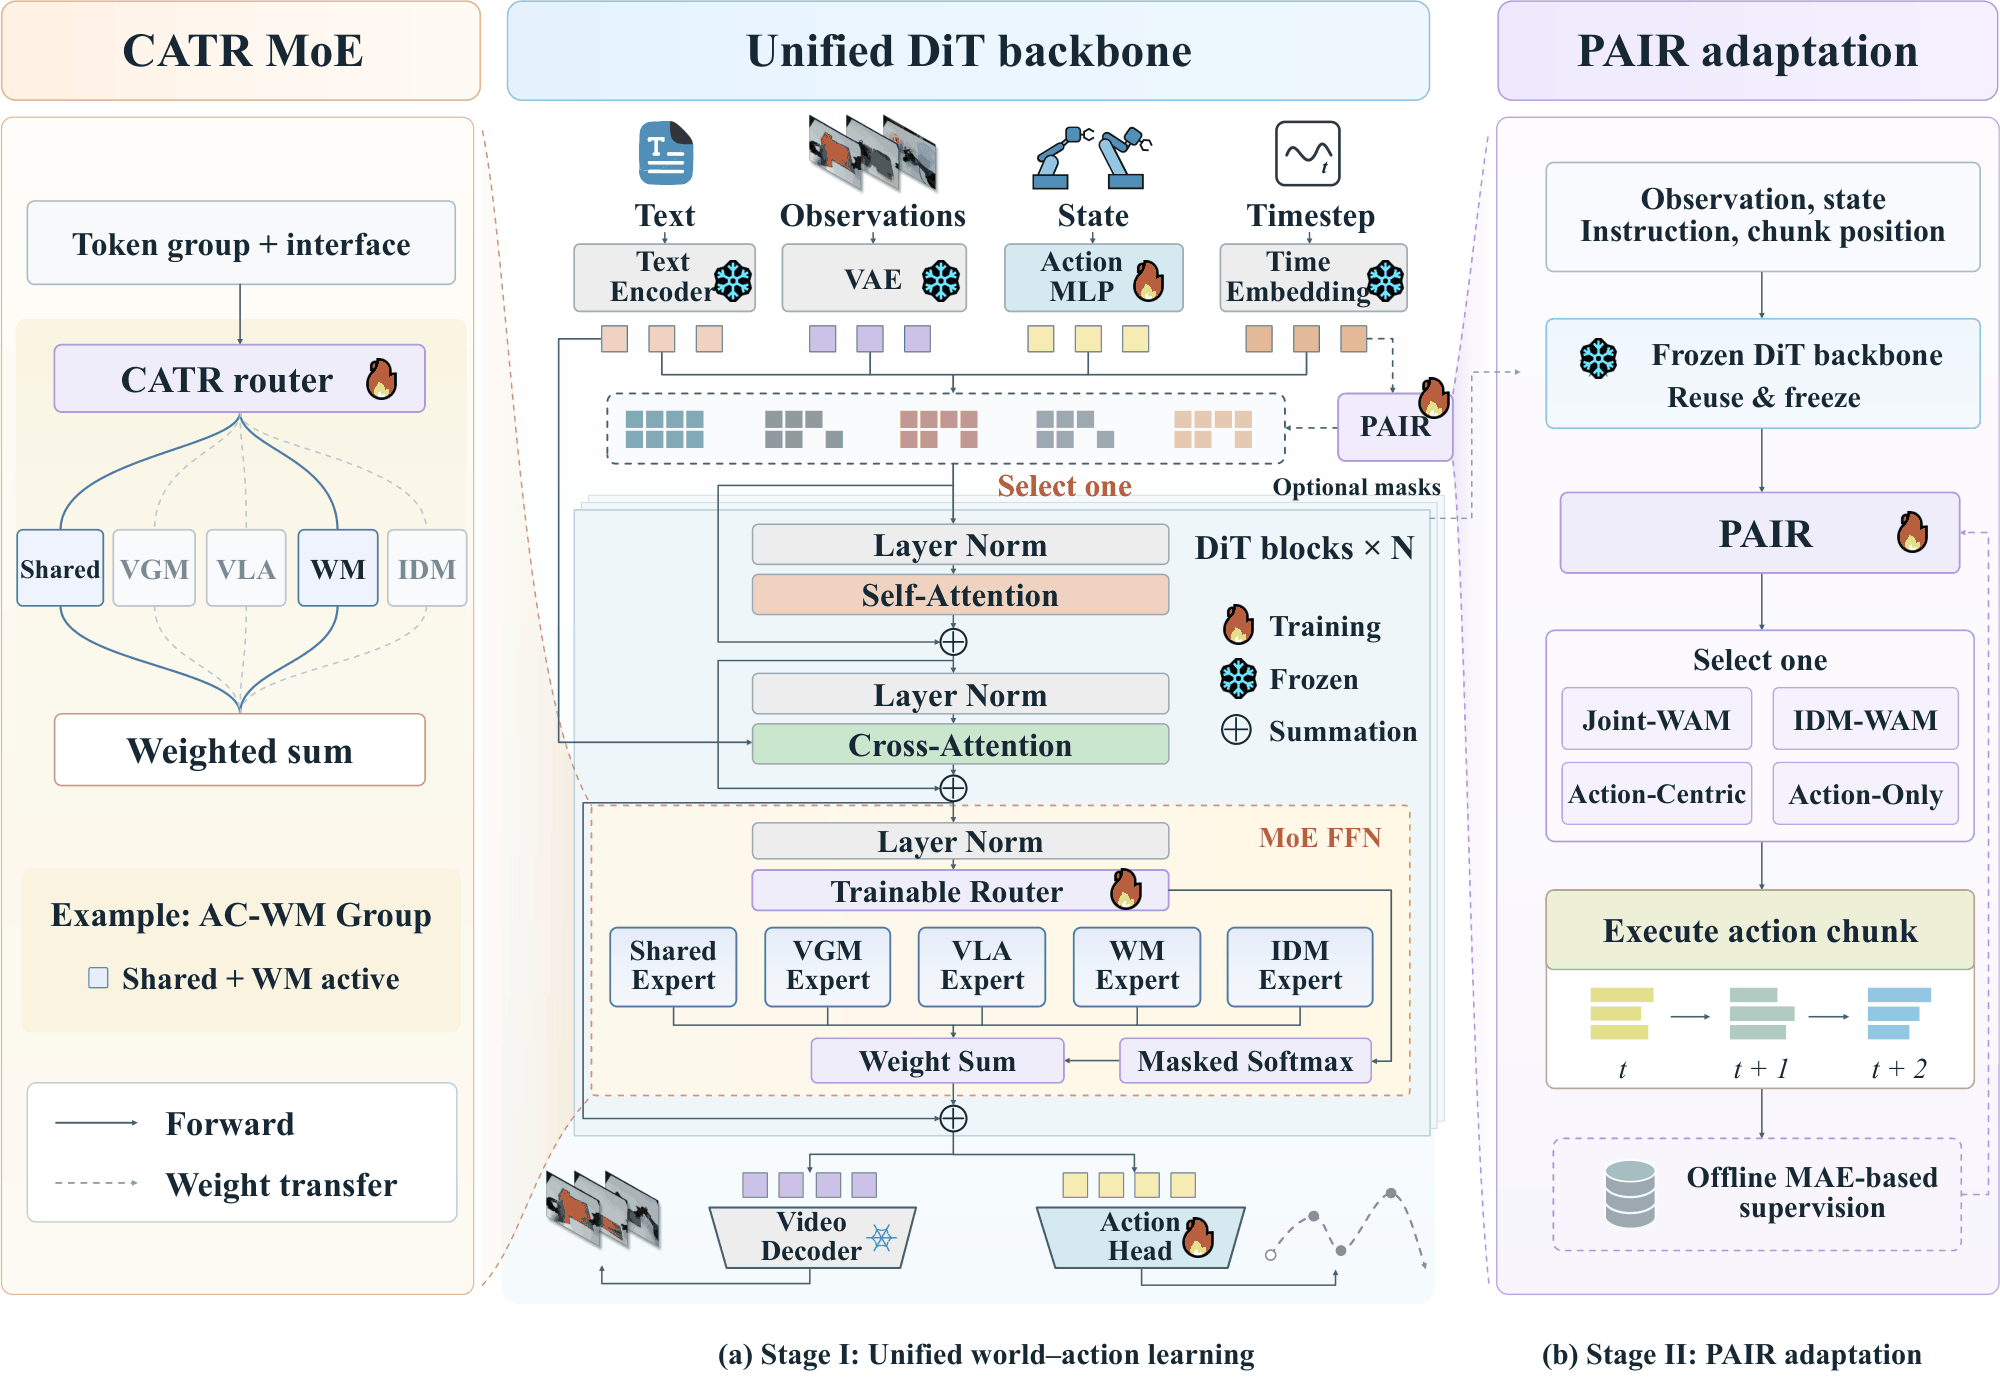 CATR MoE
Token group + interface
CATR router
Shared
VGM
VLA
WM
IDM
Weighted sum
Example: AC-WM Group
Shared + WM active
Forward
Weight transfer
Unified DiT backbone
T
t
Text
Observations
State
Timestep
Text
Encoder
VAE
Action
MLP
Time
Embedding
PAIR
Select one
Optional masks
Layer Norm
DiT blocks × N
Self-Attention
Training
Frozen
Summation
Layer Norm
Cross-Attention
MoE FFN
Layer Norm
Trainable Router
Shared
Expert
VGM
Expert
VLA
Expert
WM
Expert
IDM
Expert
Weight Sum
Masked Softmax
Video
Decoder
Action
Head
(a) Stage I: Unified world–action learning
PAIR adaptation
Observation, state
Instruction, chunk position
Frozen DiT backbone
Reuse & freeze
PAIR
Select one
Joint-WAM
IDM-WAM
Action-Centric
Action-Only
Execute action chunk
t
t + 1
t + 2
Offline MAE-based
supervision
(b) Stage II: PAIR adaptation